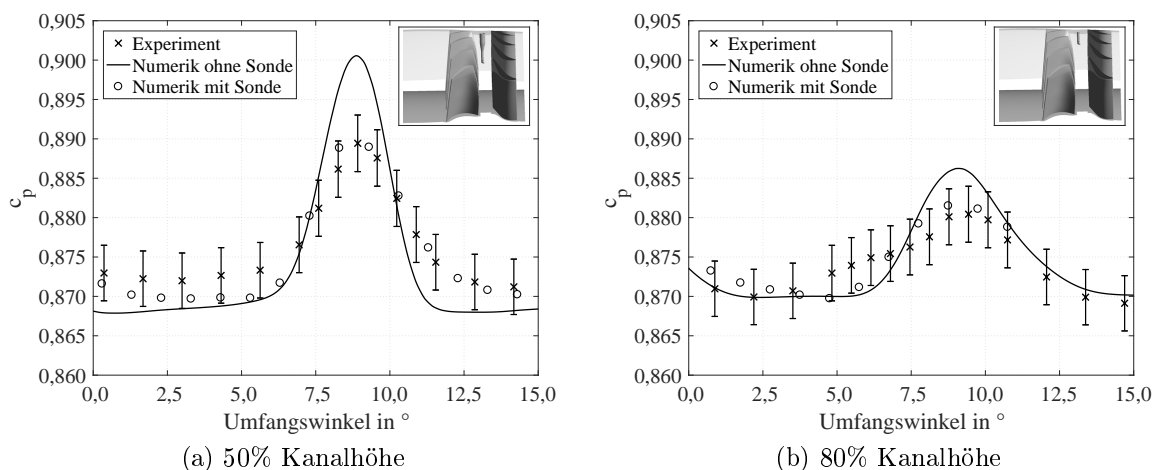 0,905
0,900
0,895
0,890
0,885
0,880
0,875
0,870
0,865
0,860
c_p
Experiment
Numerik ohne Sonde
Numerik mit Sonde
0,0 2,5 5,0 7,5 10,0 12,5 15,0
Umfangswinkel in °
(a) 50% Kanalhöhe
0,905
0,900
0,895
0,890
0,885
0,880
0,875
0,870
0,865
0,860
c_p
Experiment
Numerik ohne Sonde
Numerik mit Sonde
0,0 2,5 5,0 7,5 10,0 12,5 15,0
Umfangswinkel in °
(b) 80% Kanalhöhe